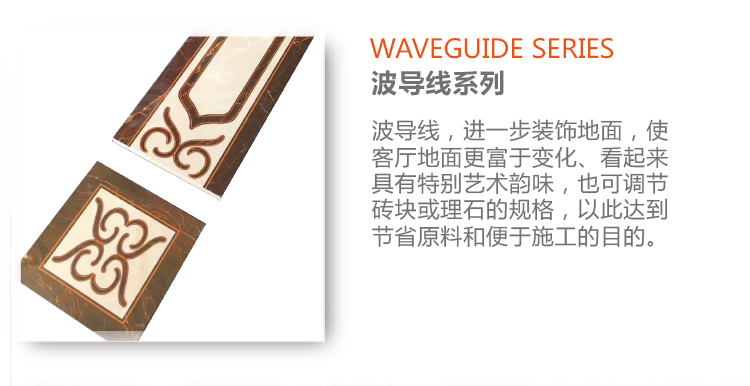 WAVEGUIDE SERIES
波导线系列
波导线，进一步装饰地面，使
客厅地面更富于变化、看起来
具有特别艺术韵味，也可调节
砖块或理石的规格，以此达到
节省原料和便于施工的目的。